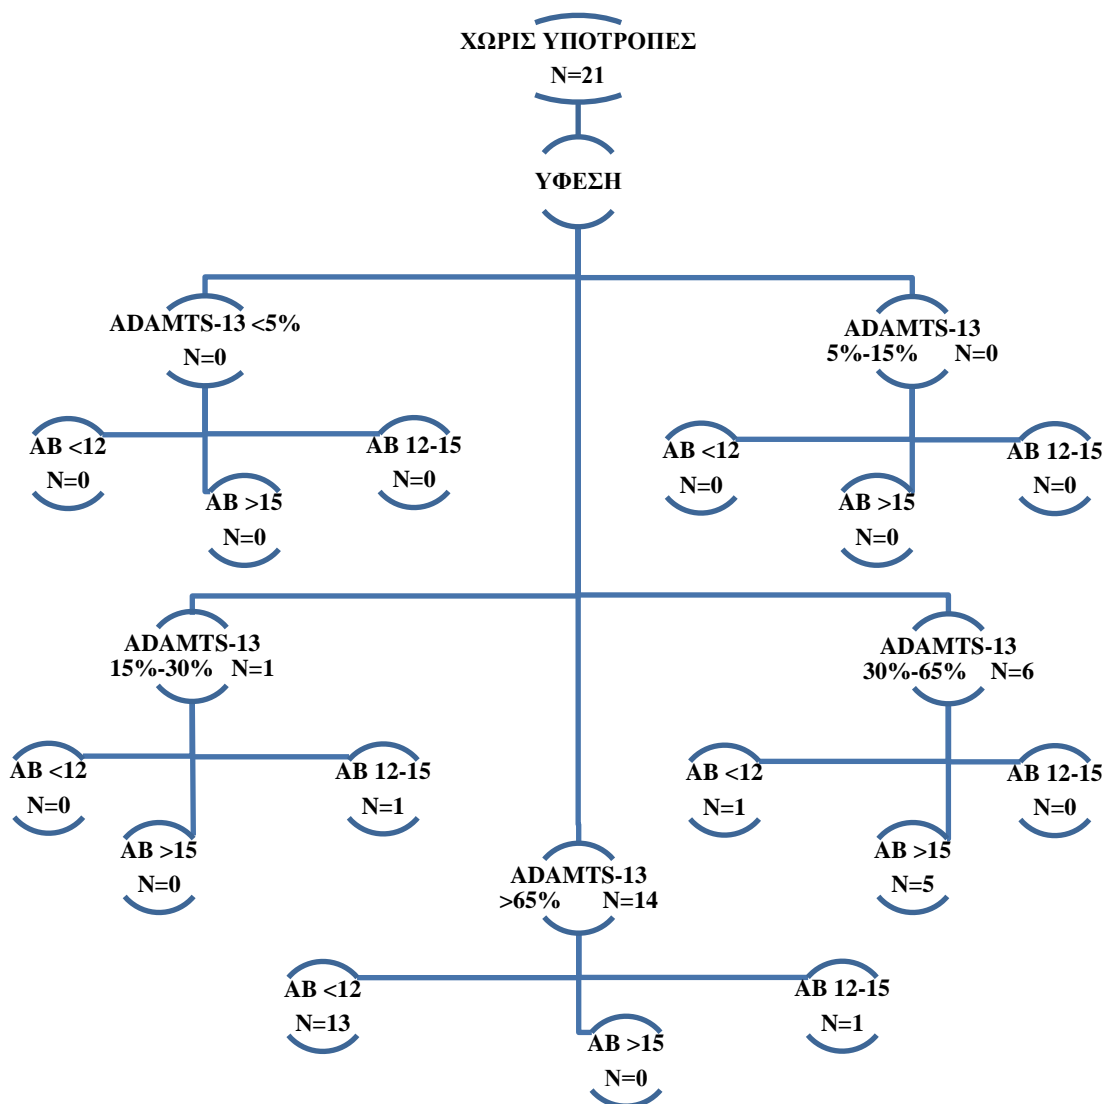 ΧΩΡΙΣ ΥΠΟΤΡΟΠΕΣ
N=21
ΥΦΕΣΗ
ADAMTS-13 <5%
N=0
AB <12
N=0
AB >15
N=0
AB 12-15
N=0
ADAMTS-13
5%-15% N=0
AB <12
N=0
AB >15
N=0
AB 12-15
N=0
ADAMTS-13
15%-30% N=1
AB <12
N=0
AB >15
N=0
AB 12-15
N=1
ADAMTS-13
30%-65% N=6
AB <12
N=1
AB >15
N=5
AB 12-15
N=0
ADAMTS-13
>65% N=14
AB <12
N=13
AB >15
N=0
AB 12-15
N=1